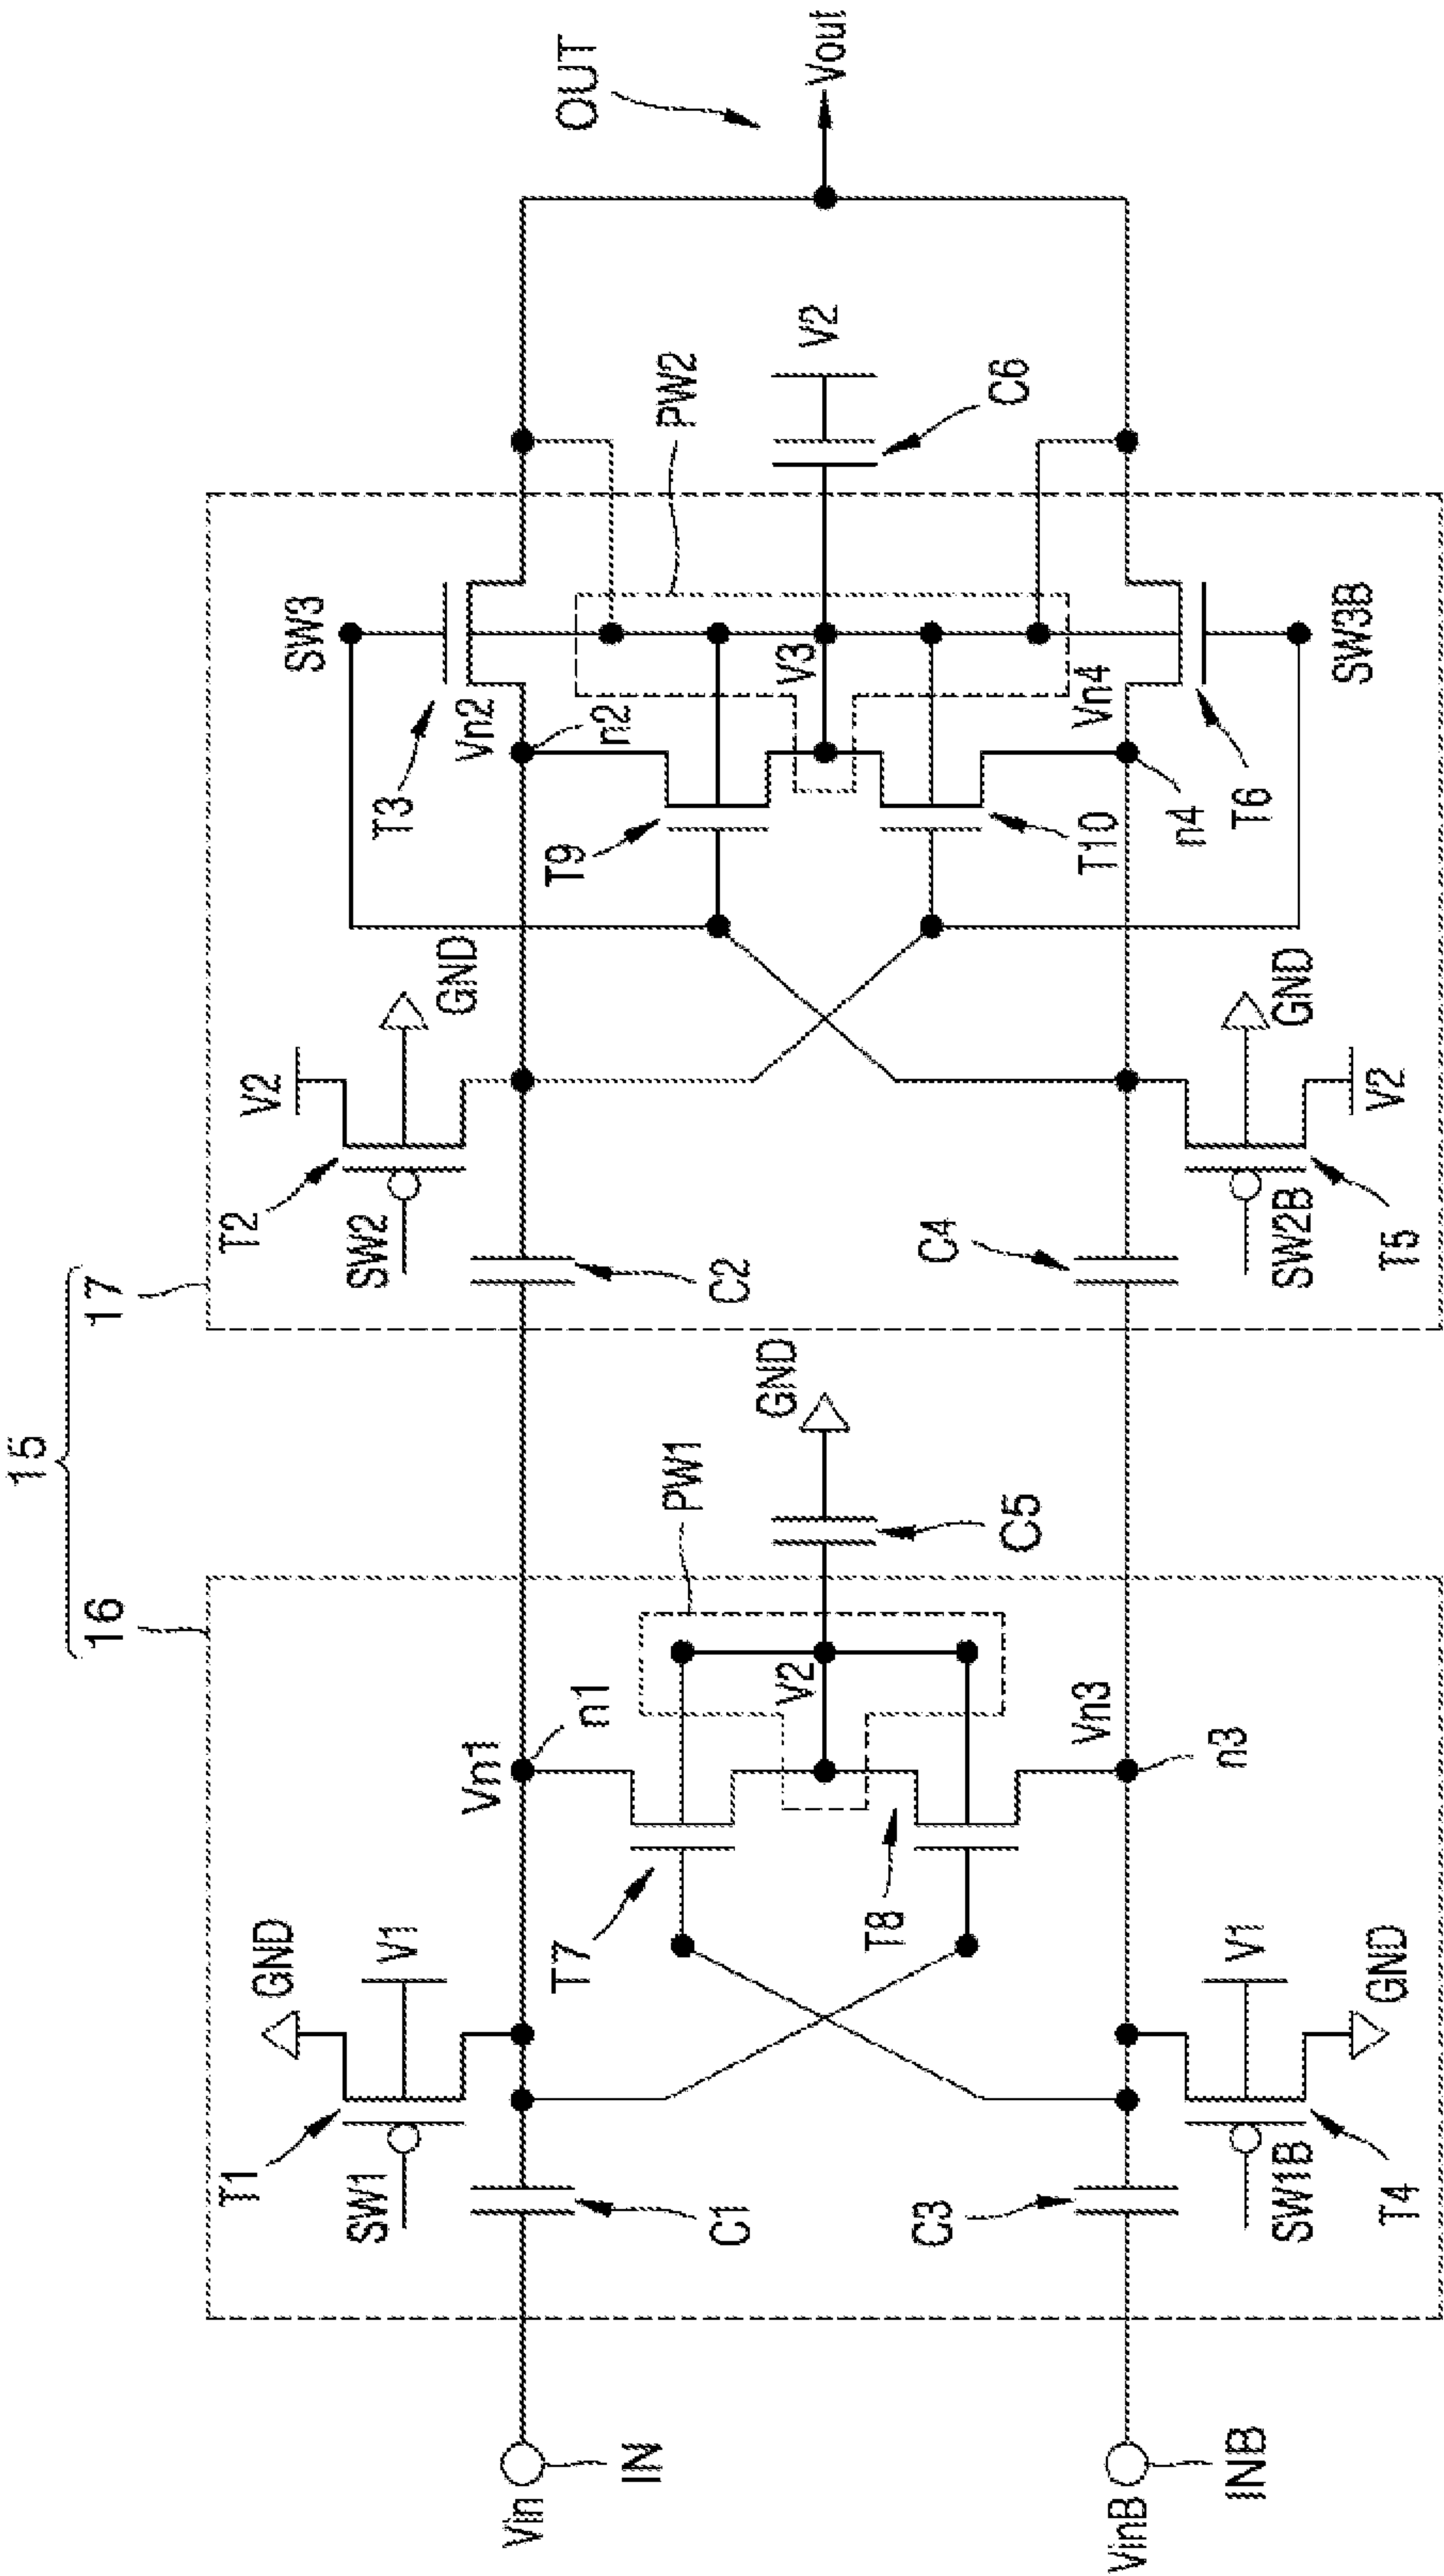 15
16
17
T1
GND
V1
SW1
Vn1
n1
T2
V2
SW2
GND
T3
SW3
Vn2
n2
OUT
Vin
IN
C1
T7
PW1
V2
C2
T9
V3
PW2
V2
Vout
GND
C5
C6
T8
T10
Vn4
n4
VinB
INB
C3
Vn3
n3
C4
SW1B
V1
GND
T4
SW2B
GND
V2
T5
T6
SW3B